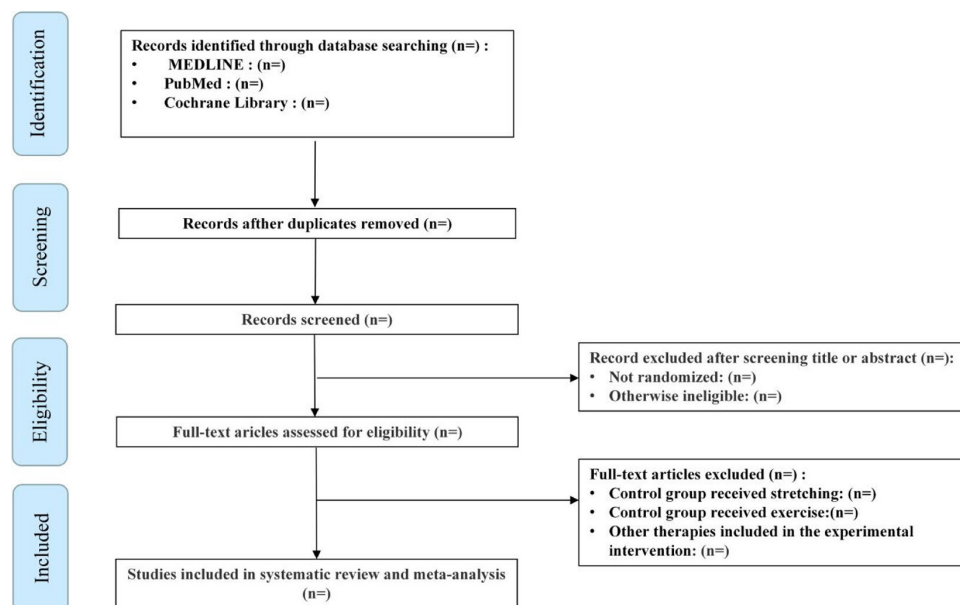 Identification
Records identified through database searching (n=) :
• MEDLINE : (n=)
• PubMed : (n=)
• Cochrane Library : (n=)
Screening
Records afther duplicates removed (n=)
Records screened (n=)
Eligibility
Record excluded after screening title or abstract (n=):
• Not randomized: (n=)
• Otherwise ineligible: (n=)
Full-text aricles assessed for eligibility (n=)
Included
Full-text articles excluded (n=) :
• Control group received stretching: (n=)
• Control group received exercise:(n=)
• Other therapies included in the experimental
intervention: (n=)
Studies included in systematic review and meta-analysis
(n=)